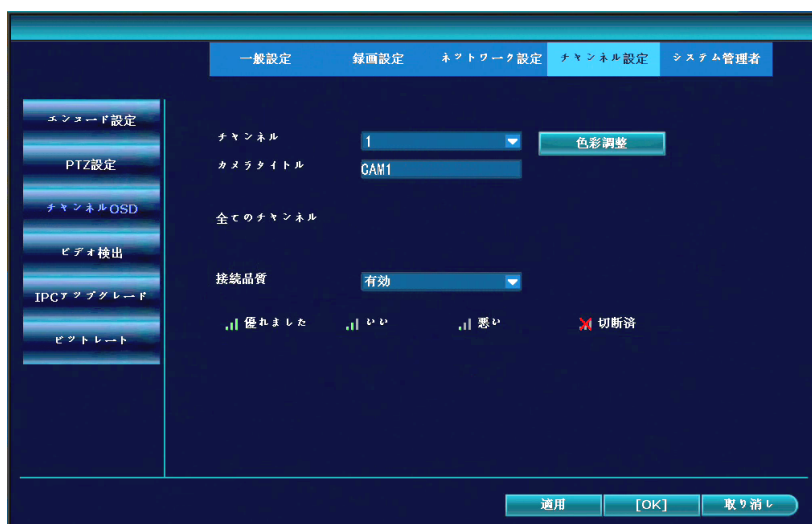 一般設定 録画設定 ネットワーク設定 チャンネル設定 システム管理者
エンコード設定
PTZ設定
チャンネルOSD
ビデオ検出
IPCアップグレード
ビットレート
チャンネル 1 色彩調整
カメラタイトル CAM1
全てのチャンネル
接続品質 有効
優れました いい 悪い 切断済
適用 [OK] 取り消し